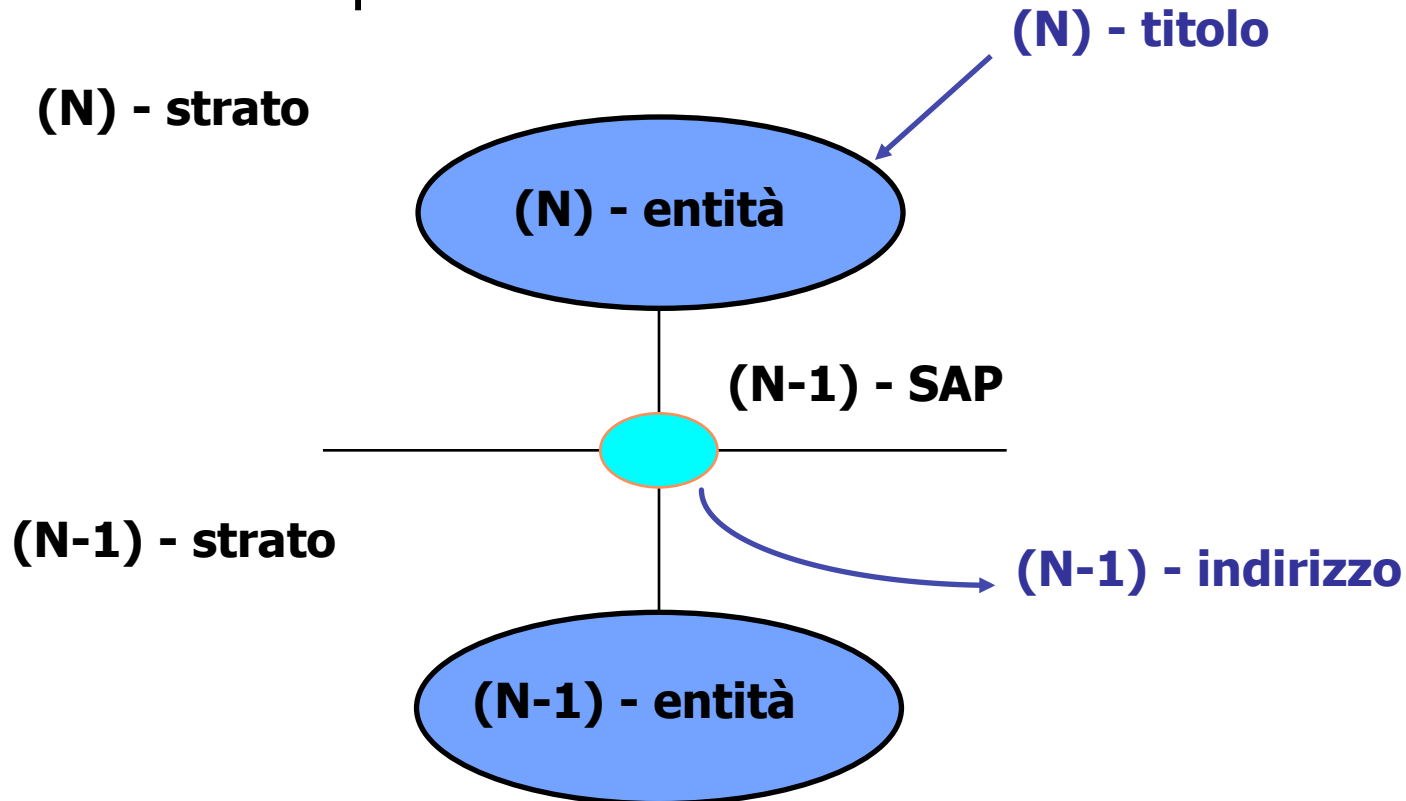 (N) - titolo
(N) - strato
(N) - entità
(N-1) - SAP
(N-1) - strato
(N-1) - indirizzo
(N-1) - entità